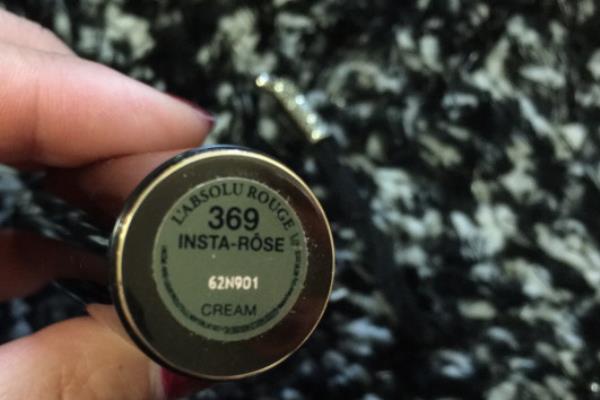 L'ABSOLU ROUGE
369
INSTA-RÔSE
62N901
CREAM